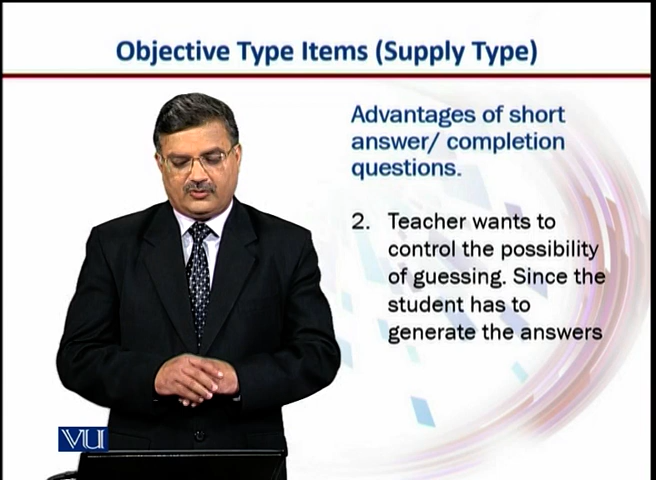 Objective Type Items (Supply Type)
Advantages of short
answer/ completion
questions.
2. Teacher wants to
control the possibility
of guessing. Since the
student has to
generate the answers
VU